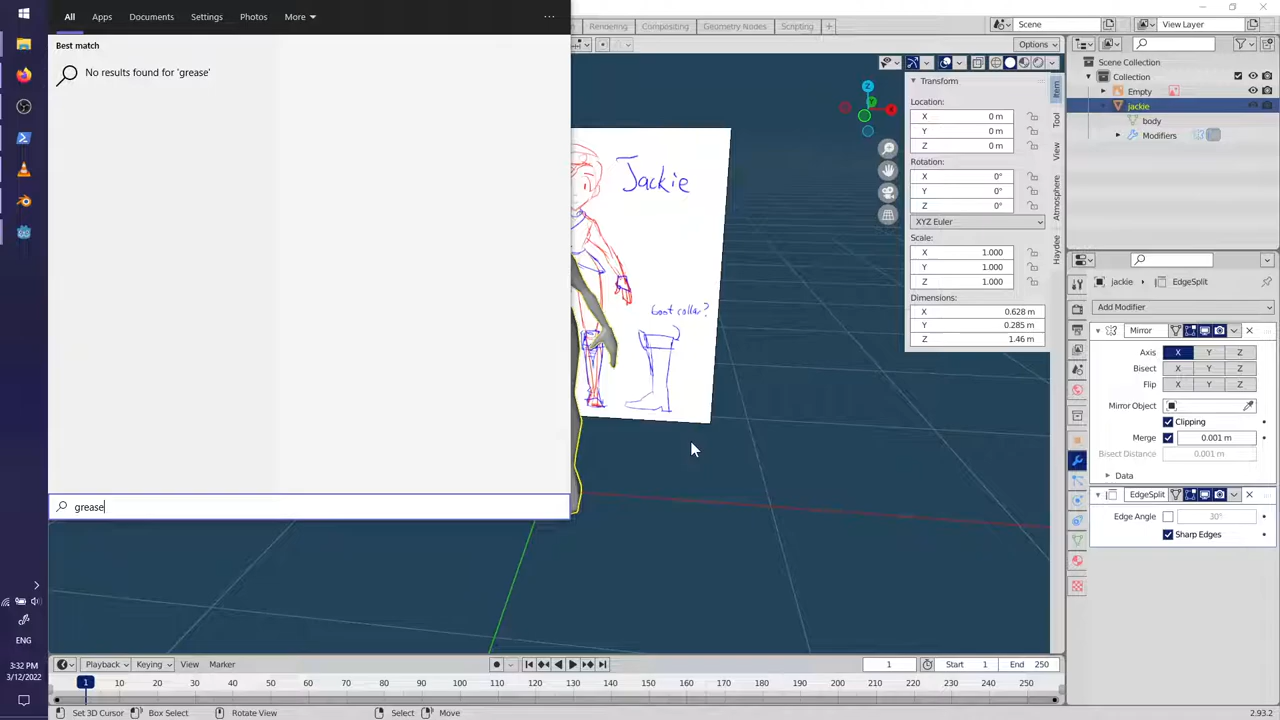 All Apps Documents Settings Photos More ...
Best match
No results found for 'grease'
grease
ENG
3:32 PM
3/12/2022
Rendering Compositing Geometry Nodes Scripting +
Scene View Layer
Options
Jackie
boot collar?
Transform
Location:
X 0 m
Y 0 m
Z 0 m
Rotation:
X 0°
Y 0°
Z 0°
XYZ Euler
Scale:
X 1.000
Y 1.000
Z 1.000
Dimensions:
X 0.628 m
Y 0.285 m
Z 1.46 m
Item
Tool
View
Atmosphere
Haydee
Z
Y
X
Scene Collection
Collection
Empty
jackie
body
Modifiers
jackie EdgeSplit
Add Modifier
Mirror
Axis X Y Z
Bisect X Y Z
Flip X Y Z
Mirror Object
Clipping
Merge 0.001 m
Bisect Distance 0.001 m
Data
EdgeSplit
Edge Angle 30°
Sharp Edges
Playback Keying View Marker 1 Start 1 End 250
1 10 20 30 40 50 60 70 80 90 100 110 120 130 140 150 160 170 180 190 200 210 220 230 240 250
Set 3D Cursor Box Select Rotate View Select Move 2.93.2